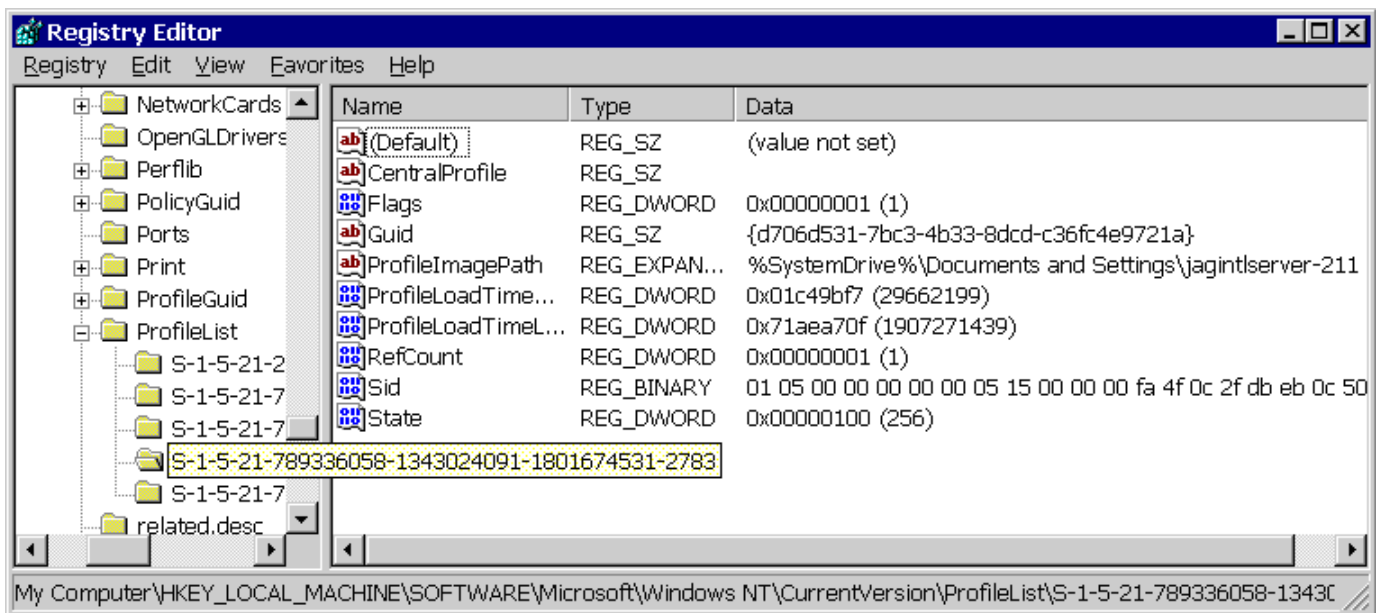 Registry Editor
Registry Edit View Favorites Help
Name Type Data
NetworkCards
OpenGLDrivers
Perflib
PolicyGuid
Ports
Print
ProfileGuid
ProfileList
S-1-5-21-2
S-1-5-21-7
S-1-5-21-7
S-1-5-21-789336058-1343024091-1801674531-2783
S-1-5-21-7
related.desc
(Default) REG_SZ (value not set)
CentralProfile REG_SZ
Flags REG_DWORD 0x00000001 (1)
Guid REG_SZ {d706d531-7bc3-4b33-8dcd-c36fc4e9721a}
ProfileImagePath REG_EXPAN... %SystemDrive%\Documents and Settings\jagintlserver-211
ProfileLoadTime... REG_DWORD 0x01c49bf7 (29662199)
ProfileLoadTimeL... REG_DWORD 0x71aea70f (1907271439)
RefCount REG_DWORD 0x00000001 (1)
Sid REG_BINARY 01 05 00 00 00 00 00 05 15 00 00 00 fa 4f 0c 2f db eb 0c 50
State REG_DWORD 0x00000100 (256)
My Computer\HKEY_LOCAL_MACHINE\SOFTWARE\Microsoft\Windows NT\CurrentVersion\ProfileList\S-1-5-21-789336058-1343